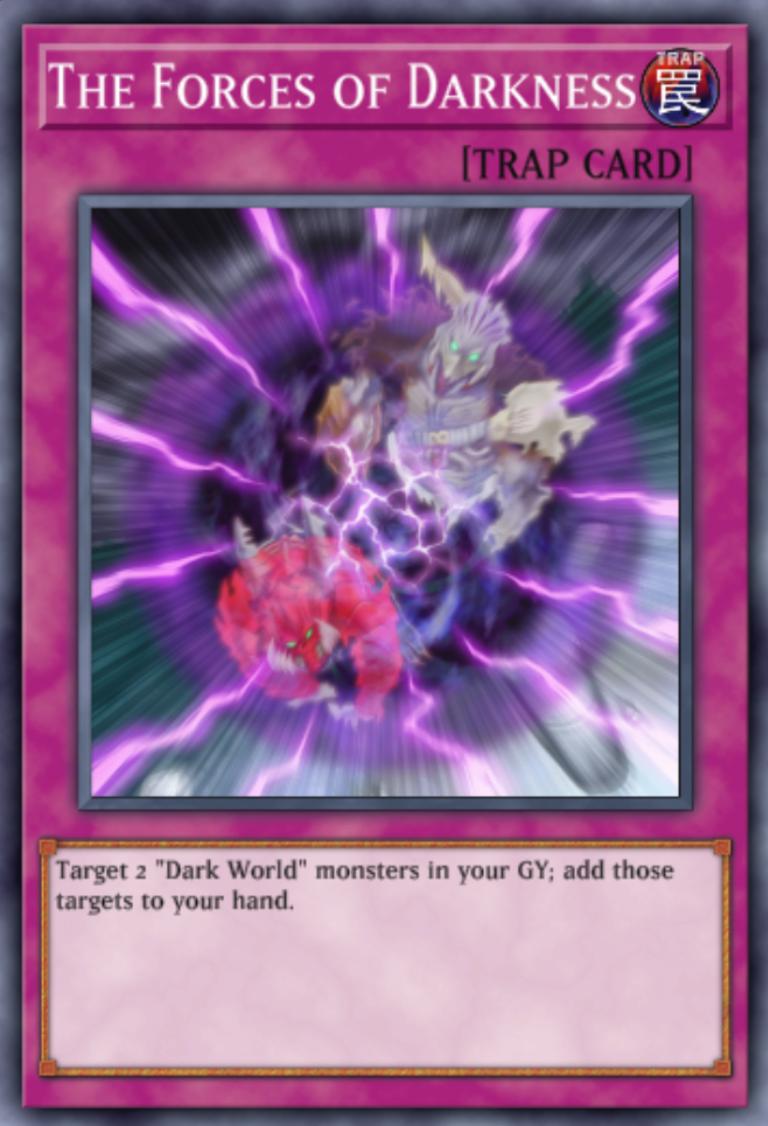 THE FORCES OF DARKNESS
TRAP
罠
[TRAP CARD]
Target 2 "Dark World" monsters in your GY; add those
targets to your hand.